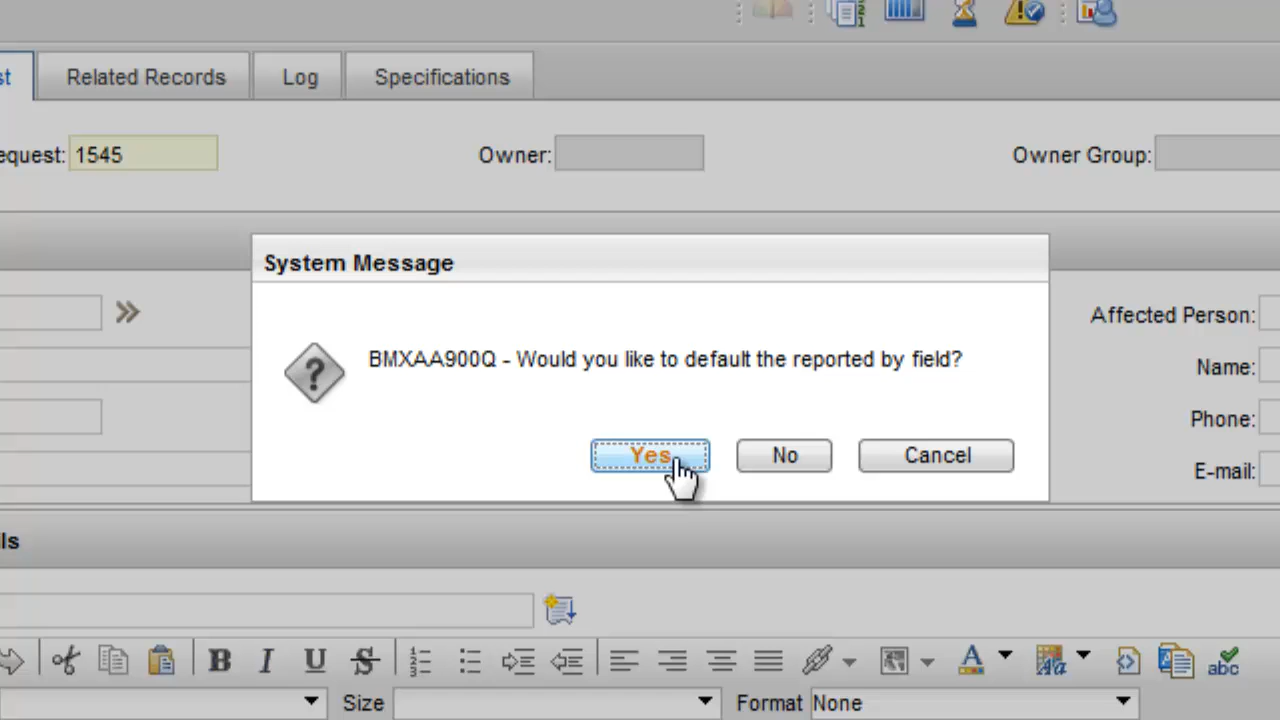 st Related Records Log Specifications
equest: 1545 Owner: Owner Group:
System Message
BMXAA900Q - Would you like to default the reported by field?
Yes No Cancel
Affected Person:
Name:
Phone:
E-mail:
ls
B I U S abc
Size Format None